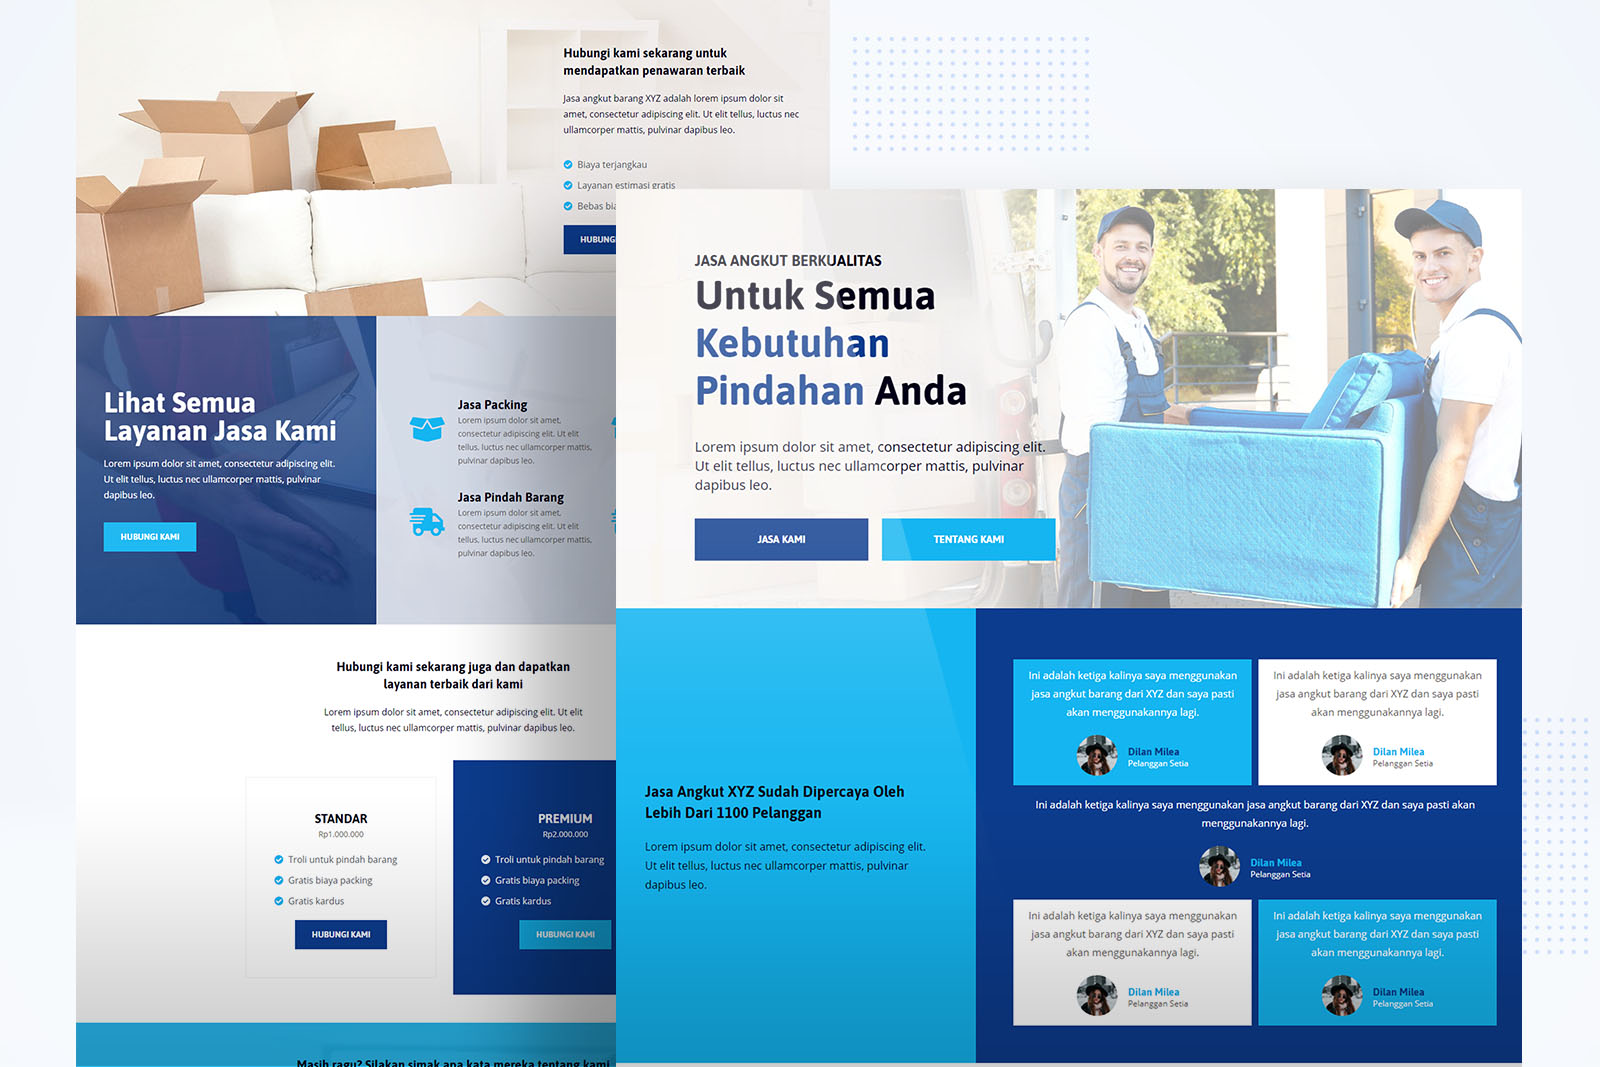 Hubungi kami sekarang untuk
mendapatkan penawaran terbaik
Jasa angkut barang XYZ adalah lorem ipsum dolor sit
amet, consectetur adipiscing elit. Ut elit tellus, luctus nec
ullamcorper mattis, pulvinar dapibus leo.
Biaya terjangkau
Layanan estimasi gratis
Bebas
Lihat Semua
Layanan Jasa Kami
Lorem ipsum dolor sit amet, consectetur adipiscing elit.
Ut elit tellus, luctus nec ullamcorper mattis, pulvinar
dapibus leo.
HUBUNGI KAMI
Jasa Packing
Lorem ipsum dolor sit amet,
consectetur adipiscing elit. Ut elit
tellus, luctus nec ullamcorper mattis,
pulvinar dapibus leo.
Jasa Pindah Barang
Lorem ipsum dolor sit amet,
consectetur adipiscing elit. Ut elit
tellus, luctus nec ullamcorper mattis,
pulvinar dapibus leo.
Hubungi kami sekarang juga dan dapatkan
layanan terbaik dari kami
Lorem ipsum dolor sit amet, consectetur adipiscing elit. Ut elit
tellus, luctus nec ullamcorper mattis, pulvinar dapibus leo.
STANDAR
Rp1.000.000
Troli untuk pindah barang
Gratis biaya packing
Gratis kardus
HUBUNGI KAMI
PREMIUM
Rp2.000.000
Troli untuk pindah barang
Gratis biaya packing
Gratis kardus
HUBUNGI KAMI
Masih ragu? Silakan simak apa kata mereka tentang kami
JASA ANGKUT BERKUALITAS
Untuk Semua
Kebutuhan
Pindahan Anda
Lorem ipsum dolor sit amet, consectetur adipiscing elit.
Ut elit tellus, luctus nec ullamcorper mattis, pulvinar
dapibus leo.
JASA KAMI
TENTANG KAMI
Jasa Angkut XYZ Sudah Dipercaya Oleh
Lebih Dari 1100 Pelanggan
Lorem ipsum dolor sit amet, consectetur adipiscing elit.
Ut elit tellus, luctus nec ullamcorper mattis, pulvinar
dapibus leo.
Ini adalah ketiga kalinya saya menggunakan
jasa angkut barang dari XYZ dan saya pasti
akan menggunakannya lagi.
Dilan Milea
Pelanggan Setia
Ini adalah ketiga kalinya saya menggunakan
jasa angkut barang dari XYZ dan saya pasti
akan menggunakannya lagi.
Dilan Milea
Pelanggan Setia
Ini adalah ketiga kalinya saya menggunakan jasa angkut barang dari XYZ dan saya pasti akan
menggunakannya lagi.
Dilan Milea
Pelanggan Setia
Ini adalah ketiga kalinya saya menggunakan
jasa angkut barang dari XYZ dan saya pasti
akan menggunakannya lagi.
Dilan Milea
Pelanggan Setia
Ini adalah ketiga kalinya saya menggunakan
jasa angkut barang dari XYZ dan saya pasti
akan menggunakannya lagi.
Dilan Milea
Pelanggan Setia